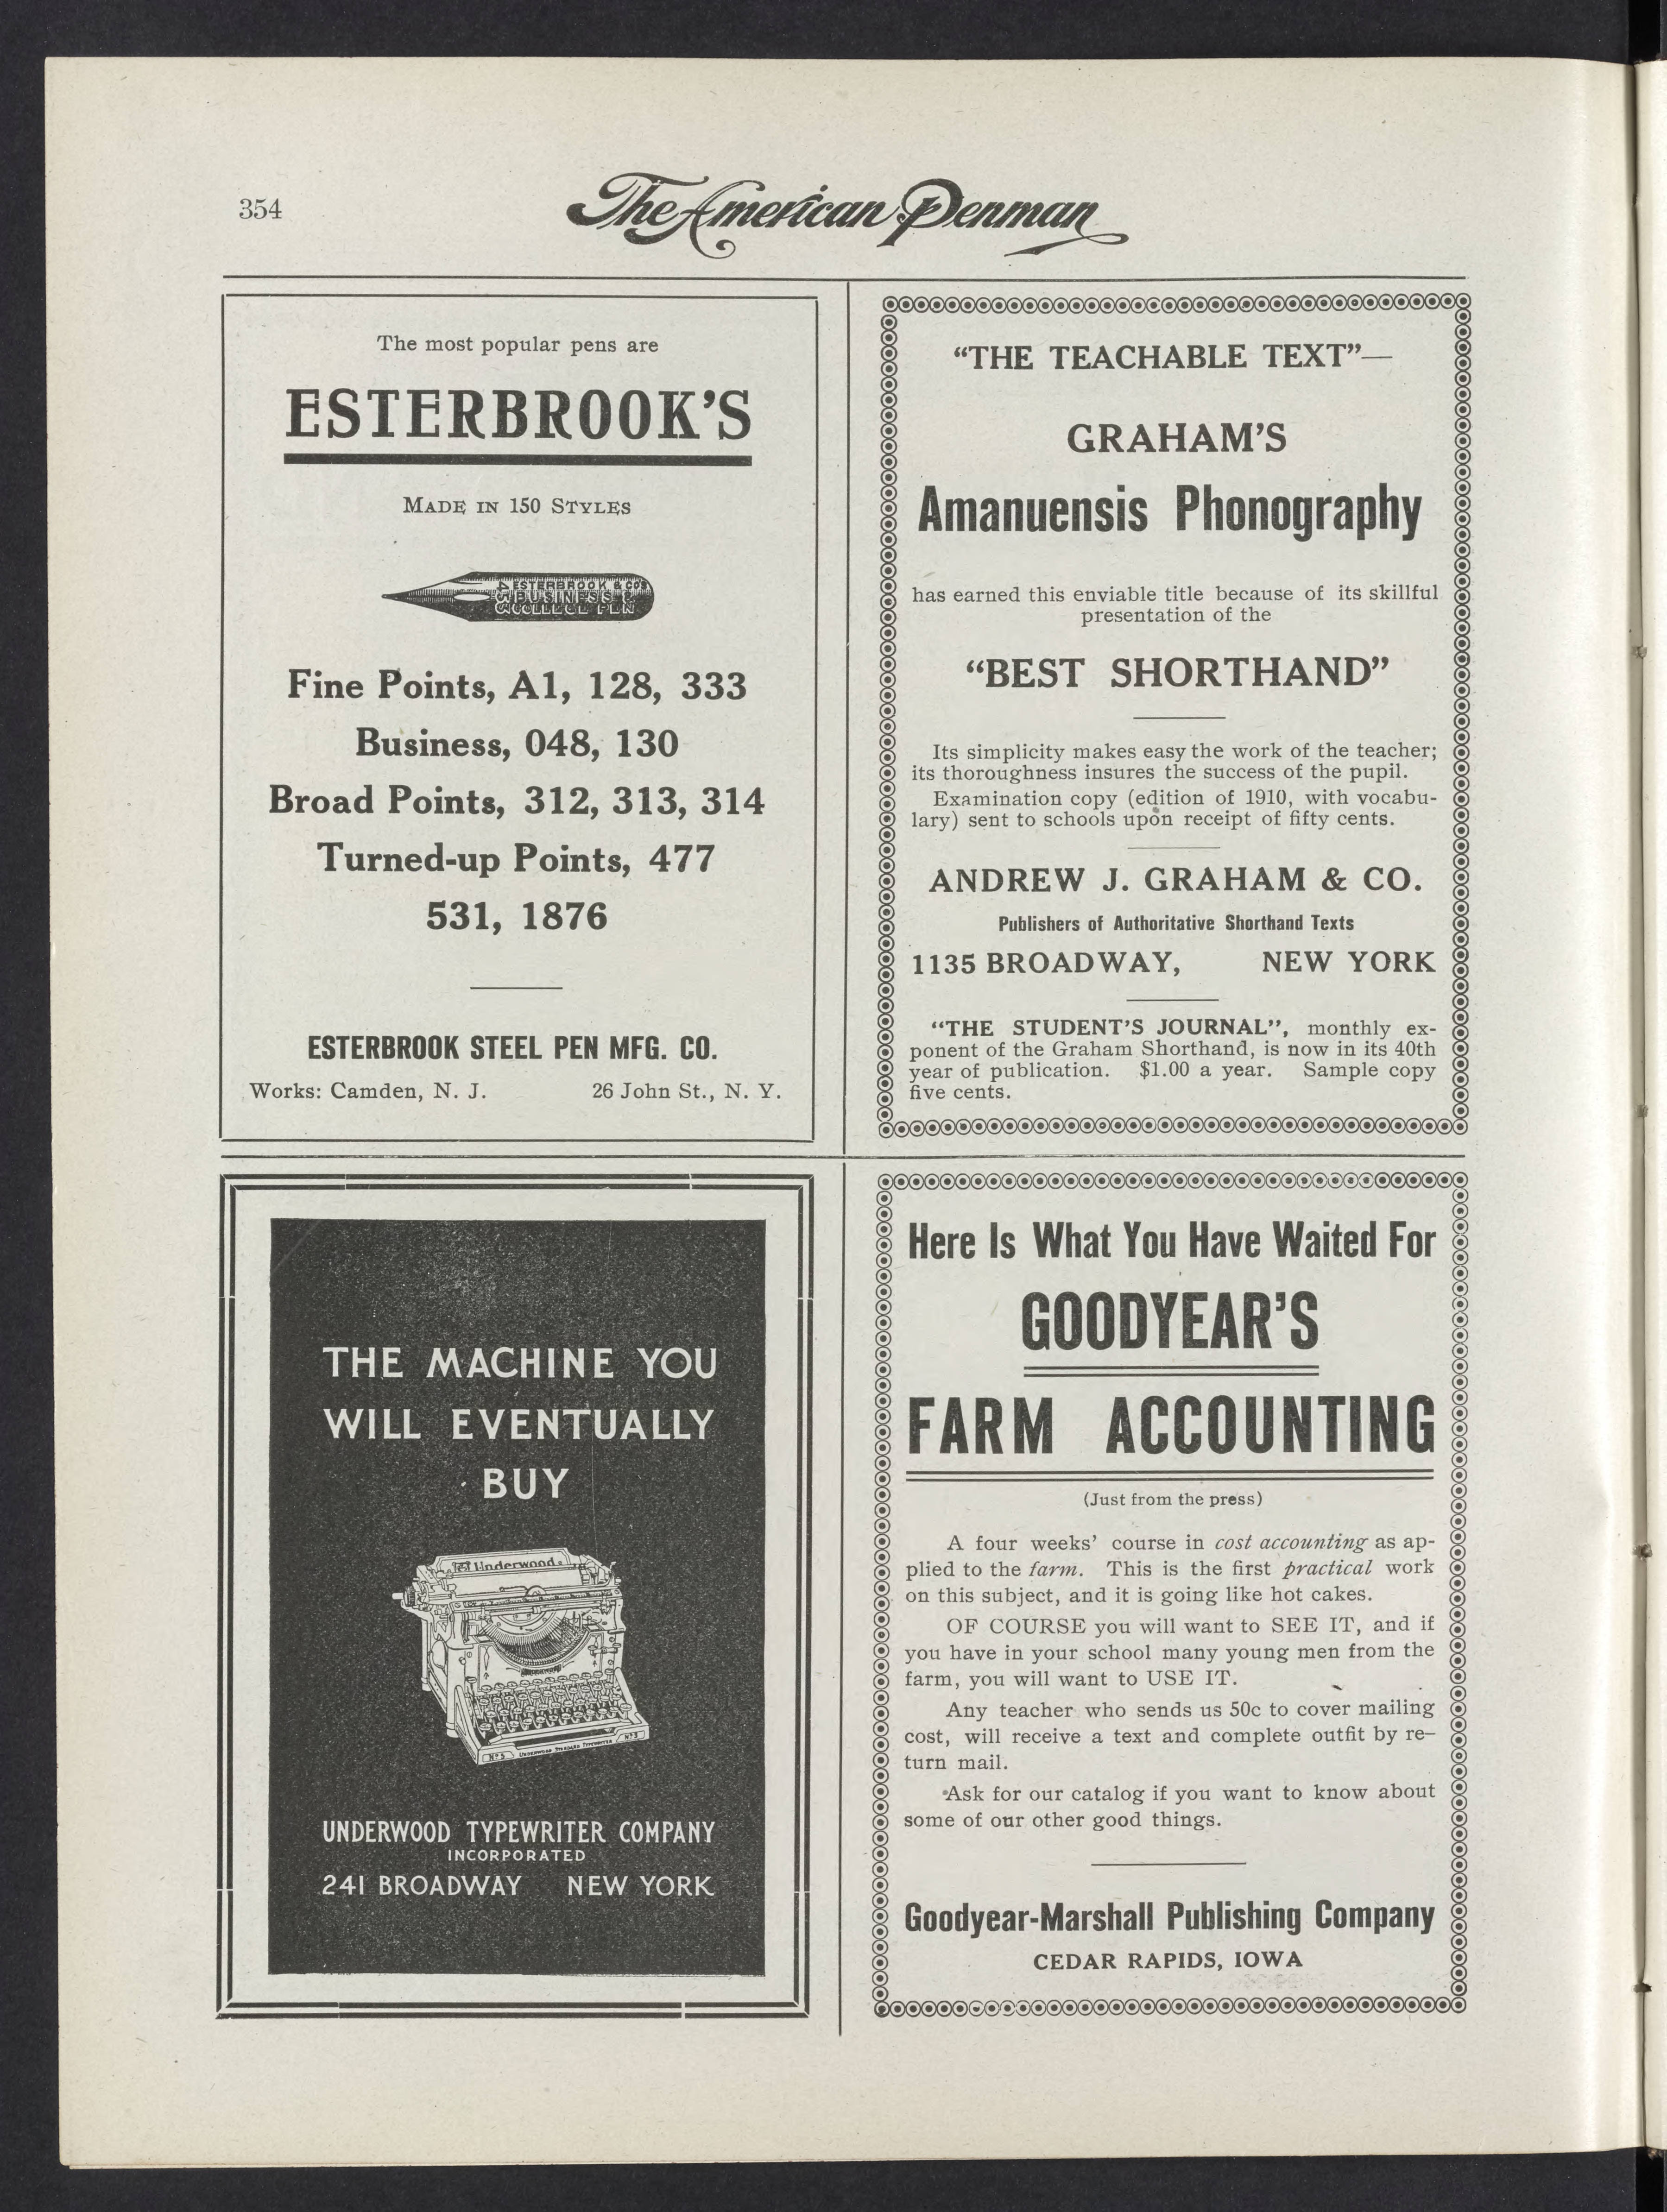 354
The American Penman
The most popular pens are
ESTERBROOK'S
MADE IN 150 STYLES
ESTERBROOK & CO'S
453 BUSINESS &
COLLEGE PEN
Fine Points, A1, 128, 333
Business, 048, 130
Broad Points, 312, 313, 314
Turned-up Points, 477
531, 1876
ESTERBROOK STEEL PEN MFG. CO.
Works: Camden, N. J. 26 John St., N. Y.
"THE TEACHABLE TEXT"—
GRAHAM'S
Amanuensis Phonography
has earned this enviable title because of its skillful
presentation of the
"BEST SHORTHAND"
Its simplicity makes easy the work of the teacher;
its thoroughness insures the success of the pupil.
Examination copy (edition of 1910, with vocabu-
lary) sent to schools upon receipt of fifty cents.
ANDREW J. GRAHAM & CO.
Publishers of Authoritative Shorthand Texts
1135 BROADWAY, NEW YORK
"THE STUDENT'S JOURNAL", monthly ex-
ponent of the Graham Shorthand, is now in its 40th
year of publication. $1.00 a year. Sample copy
five cents.
THE MACHINE YOU
WILL EVENTUALLY
BUY
Underwood
No 5 UNDERWOOD STANDARD TYPEWRITER No 5
UNDERWOOD TYPEWRITER COMPANY
INCORPORATED
241 BROADWAY NEW YORK
Here Is What You Have Waited For
GOODYEAR'S
FARM ACCOUNTING
(Just from the press)
A four weeks' course in cost accounting as ap-
plied to the farm. This is the first practical work
on this subject, and it is going like hot cakes.
OF COURSE you will want to SEE IT, and if
you have in your school many young men from the
farm, you will want to USE IT.
Any teacher who sends us 50c to cover mailing
cost, will receive a text and complete outfit by re-
turn mail.
Ask for our catalog if you want to know about
some of our other good things.
Goodyear-Marshall Publishing Company
CEDAR RAPIDS, IOWA